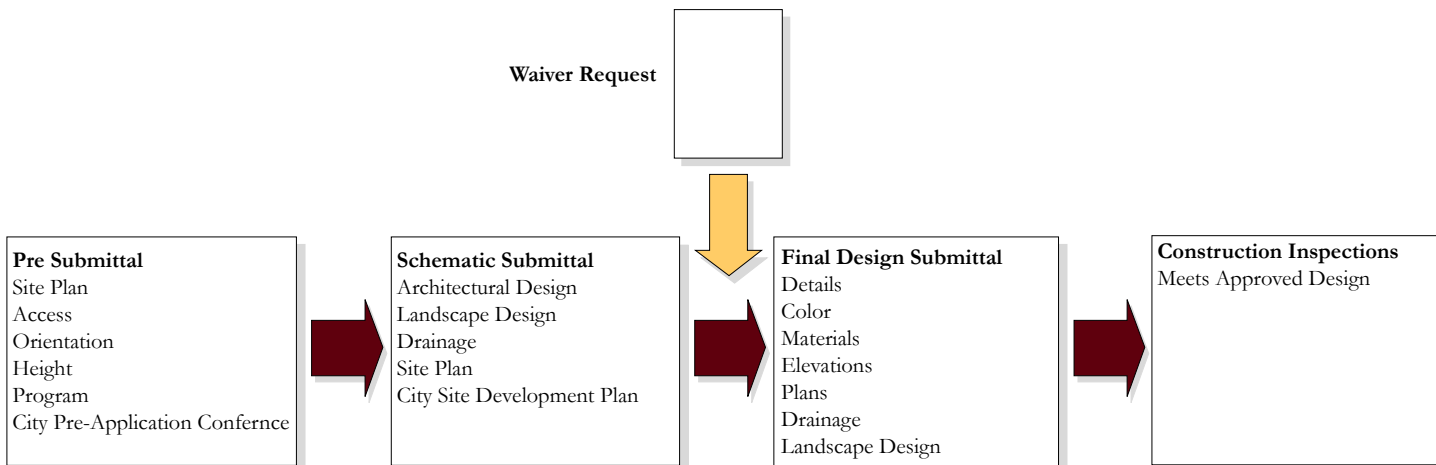 Waiver Request
Pre Submittal
Site Plan
Access
Orientation
Height
Program
City Pre-Application Confernce
Schematic Submittal
Architectural Design
Landscape Design
Drainage
Site Plan
City Site Development Plan
Final Design Submittal
Details
Color
Materials
Elevations
Plans
Drainage
Landscape Design
Construction Inspections
Meets Approved Design